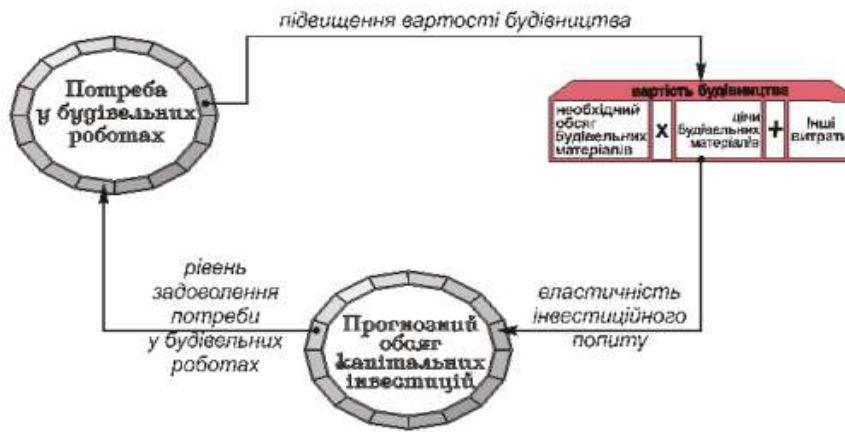 підвищення вартості будівництва
Потреба
у будівельних
роботах
вартість будівництва
необхідний
обсяг
будівельних
матеріалів
х
ціни
будівельних
матеріалів
+
Інші
витрати
рівень
задоволення
потреби
у будівельних
роботах
еластичність
інвестиційного
попиту
Прогнозний
обсяг
капітальних
інвестицій